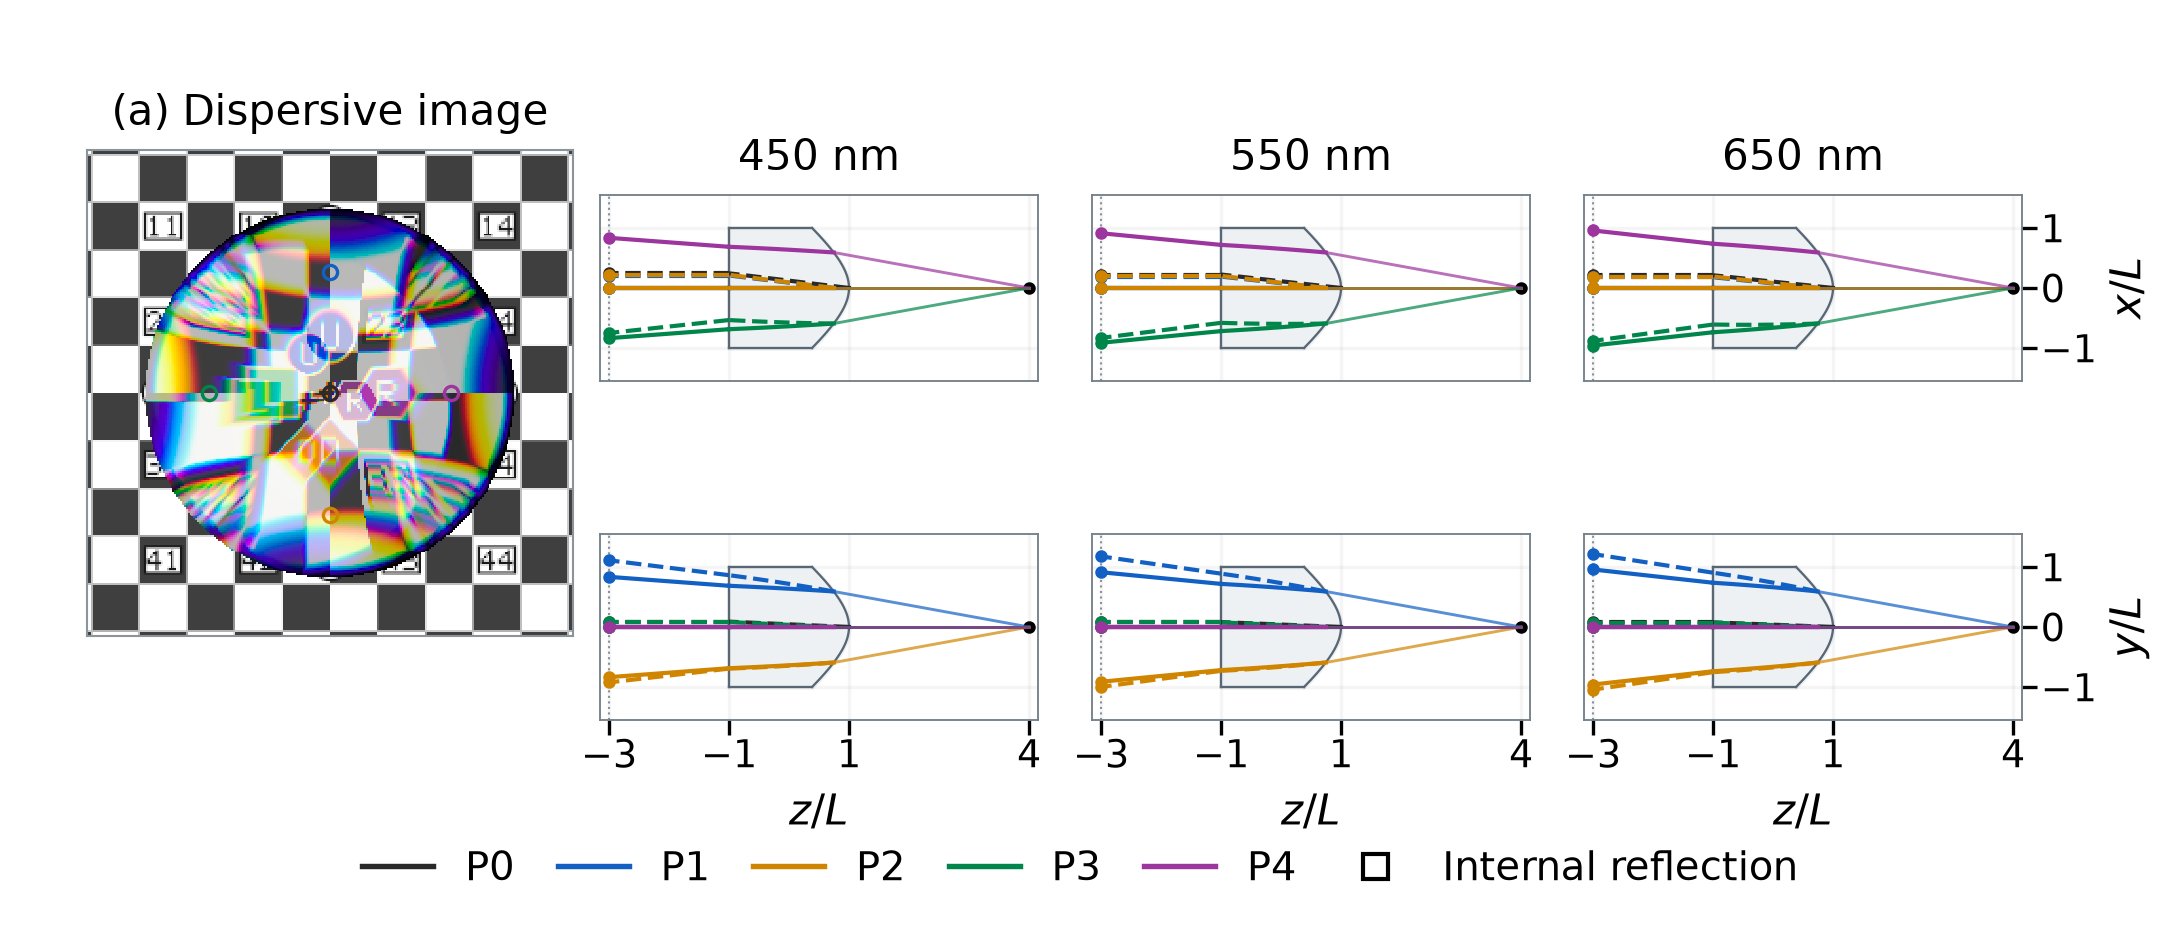 (a) Dispersive image
450 nm
550 nm
650 nm
11
14
23
U
U
L
R
R
41
44
1
0
−1
x/L
1
0
−1
y/L
−3 −1 1 4
−3 −1 1 4
−3 −1 1 4
z/L
z/L
z/L
P0 P1 P2 P3 P4 Internal reflection